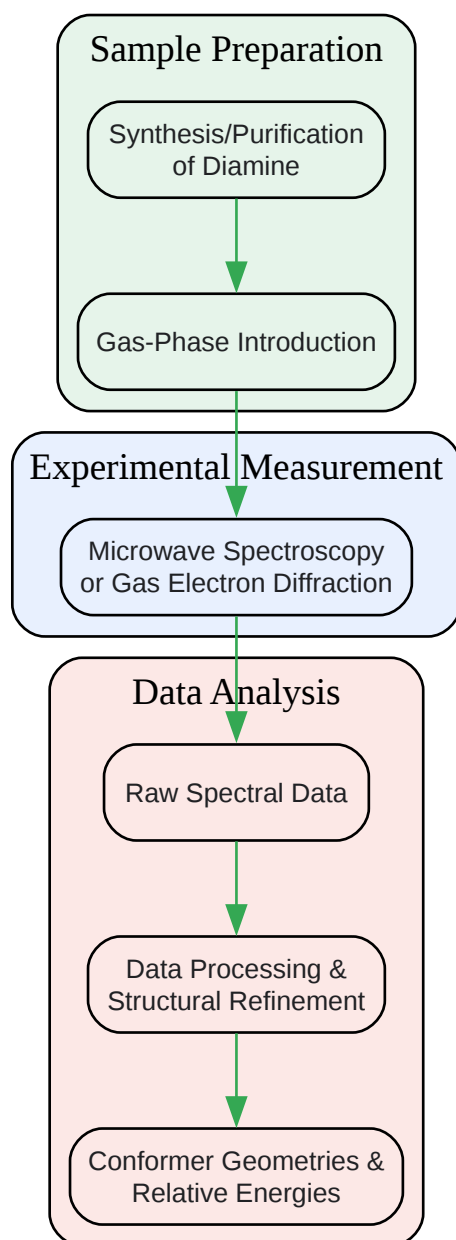 Sample Preparation
Synthesis/Purification
of Diamine
Gas-Phase Introduction
Experimental Measurement
Microwave Spectroscopy
or Gas Electron Diffraction
Data Analysis
Raw Spectral Data
Data Processing &
Structural Refinement
Conformer Geometries &
Relative Energies